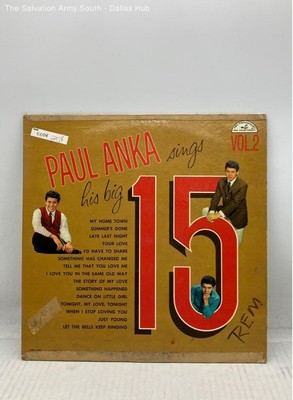 The Salvation Army South - Dallas Hub
VOL.2
PAUL ANKA sings
his big 15
MY HOME TOWN
SUMMER'S GONE
LATE LAST NIGHT
YOUR LOVE
I'D HAVE TO SHARE
SOMETHING HAS CHANGED ME
TELL ME THAT YOU LOVE ME
I LOVE YOU IN THE SAME OLD WAY
THE STORY OF MY LOVE
SOMETHING HAPPENED
DANCE ON LITTLE GIRL
TONIGHT, MY LOVE, TONIGHT
WHEN I STOP LOVING YOU
JUST YOUNG
LET THE BELLS KEEP RINGING
REM